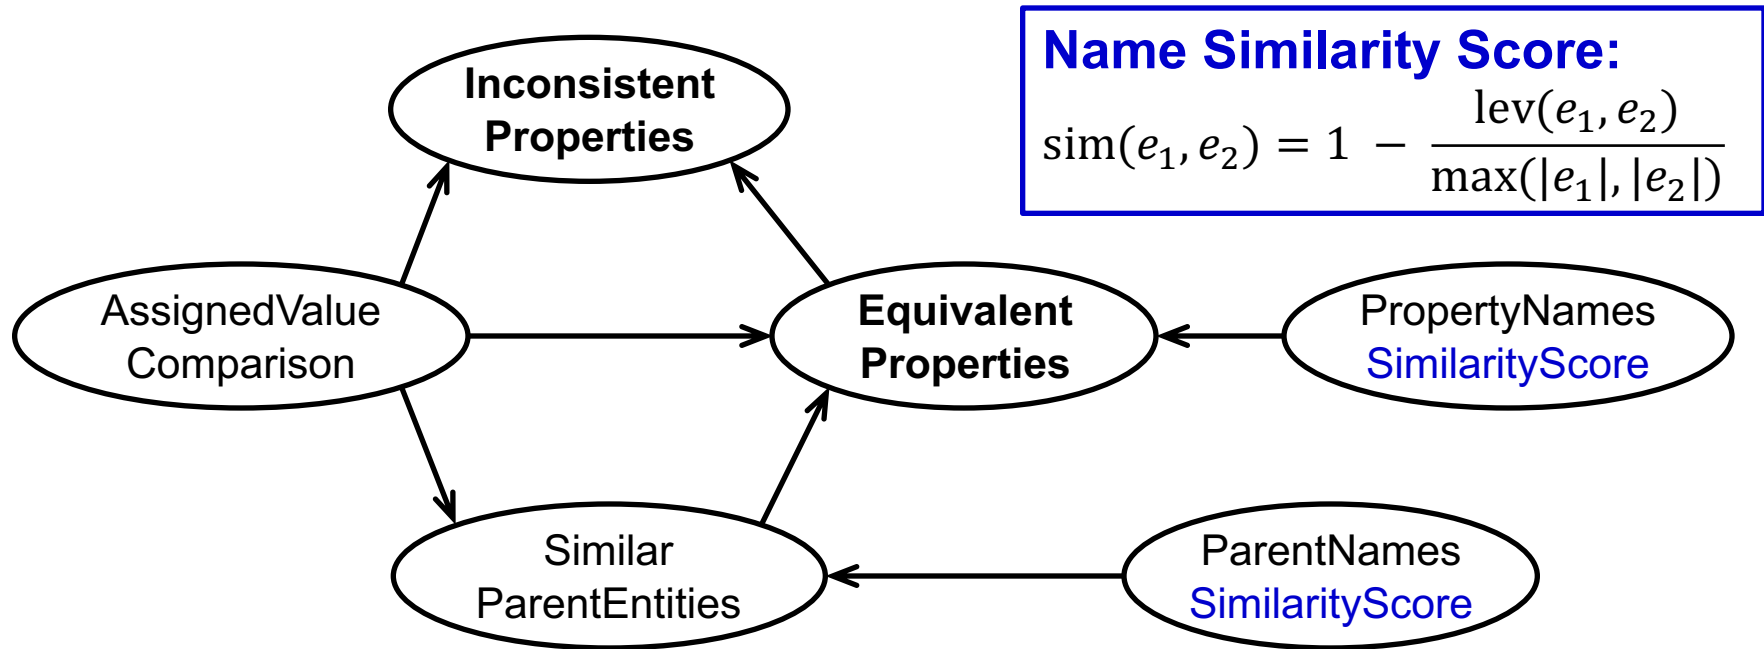 Name Similarity Score:
sim(e₁, e₂) = 1 − lev(e₁, e₂) / max(|e₁|, |e₂|)
Inconsistent
Properties
AssignedValue
Comparison
Equivalent
Properties
PropertyNames
SimilarityScore
Similar
ParentEntities
ParentNames
SimilarityScore